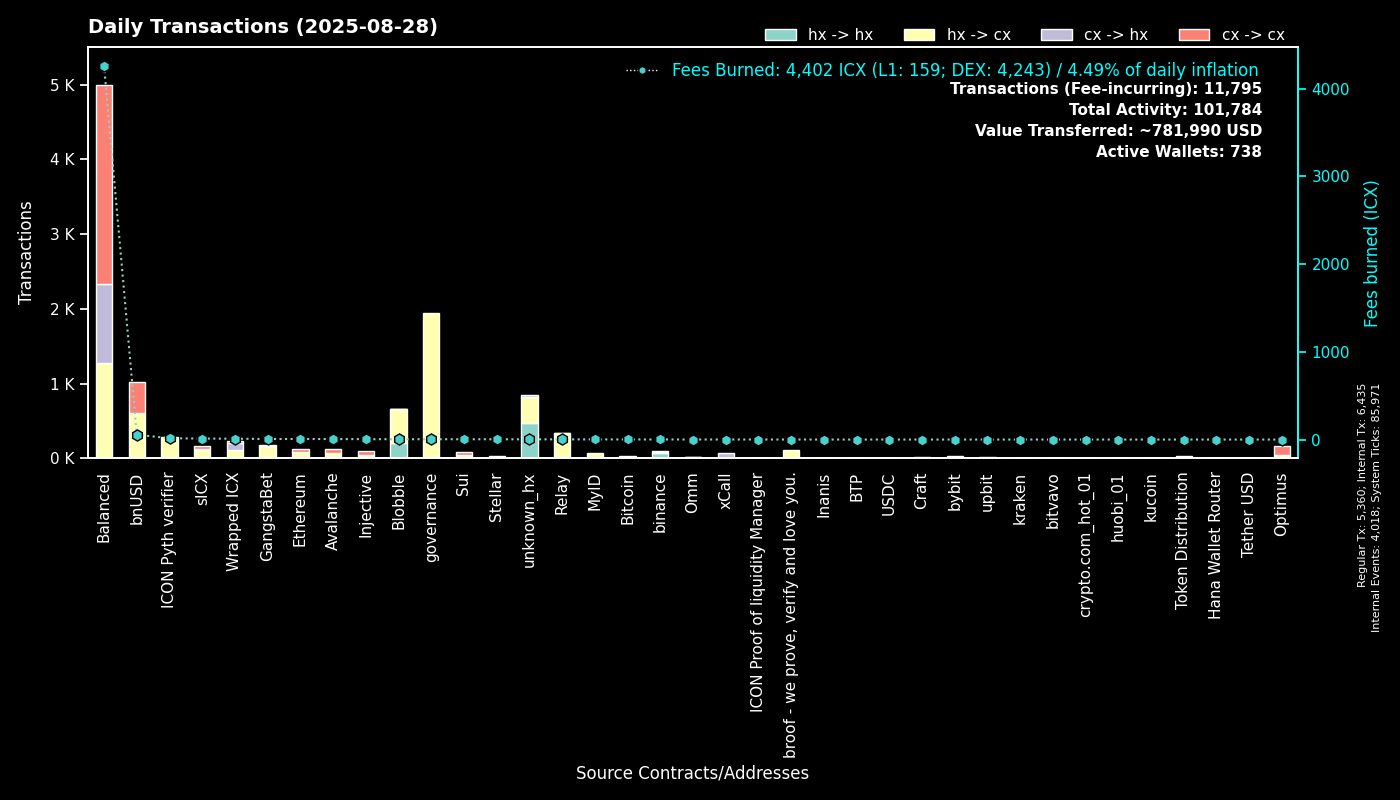 Daily Transactions (2025-08-28)
hx -> hx
hx -> cx
cx -> hx
cx -> cx
Fees Burned: 4,402 ICX (L1: 159; DEX: 4,243) / 4.49% of daily inflation
Transactions (Fee-incurring): 11,795
Total Activity: 101,784
Value Transferred: ~781,990 USD
Active Wallets: 738
Transactions
5 K
4 K
3 K
2 K
1 K
0 K
4000
3000
2000
1000
0
Fees burned (ICX)
Regular Tx: 5,360; Internal Tx: 6,435
Internal Events: 4,018; System Ticks: 85,971
Balanced
bnUSD
ICON Pyth verifier
sICX
Wrapped ICX
GangstaBet
Ethereum
Avalanche
Injective
Blobble
governance
Sui
Stellar
unknown_hx
Relay
MyID
Bitcoin
binance
Omm
xCall
ICON Proof of liquidity Manager
broof - we prove, verify and love you.
Inanis
BTP
USDC
Craft
bybit
upbit
kraken
bitvavo
crypto.com_hot_01
huobi_01
kucoin
Token Distribution
Hana Wallet Router
Tether USD
Optimus
Source Contracts/Addresses